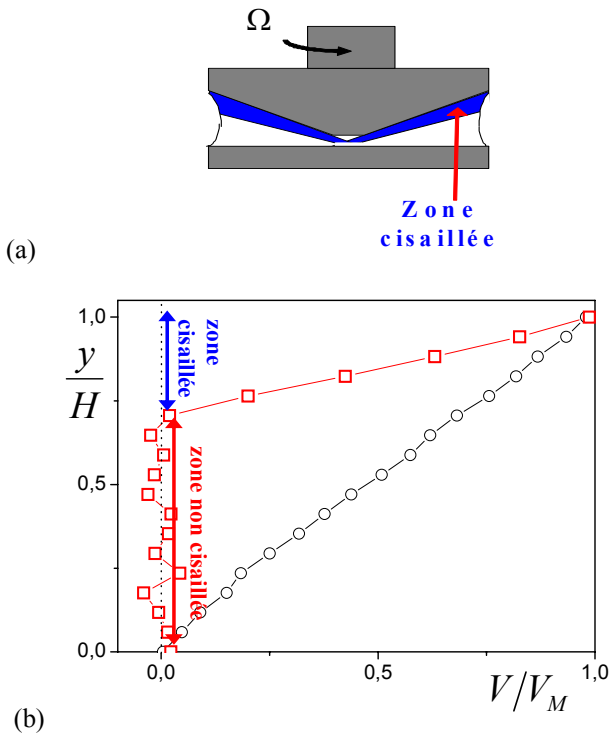 Ω
Zone
cisaillée
(a)
1,0
y/H
0,5
0,0
zone
cisaillée
zone non cisaillée
0,0
0,5
1,0
V/V_M
(b)